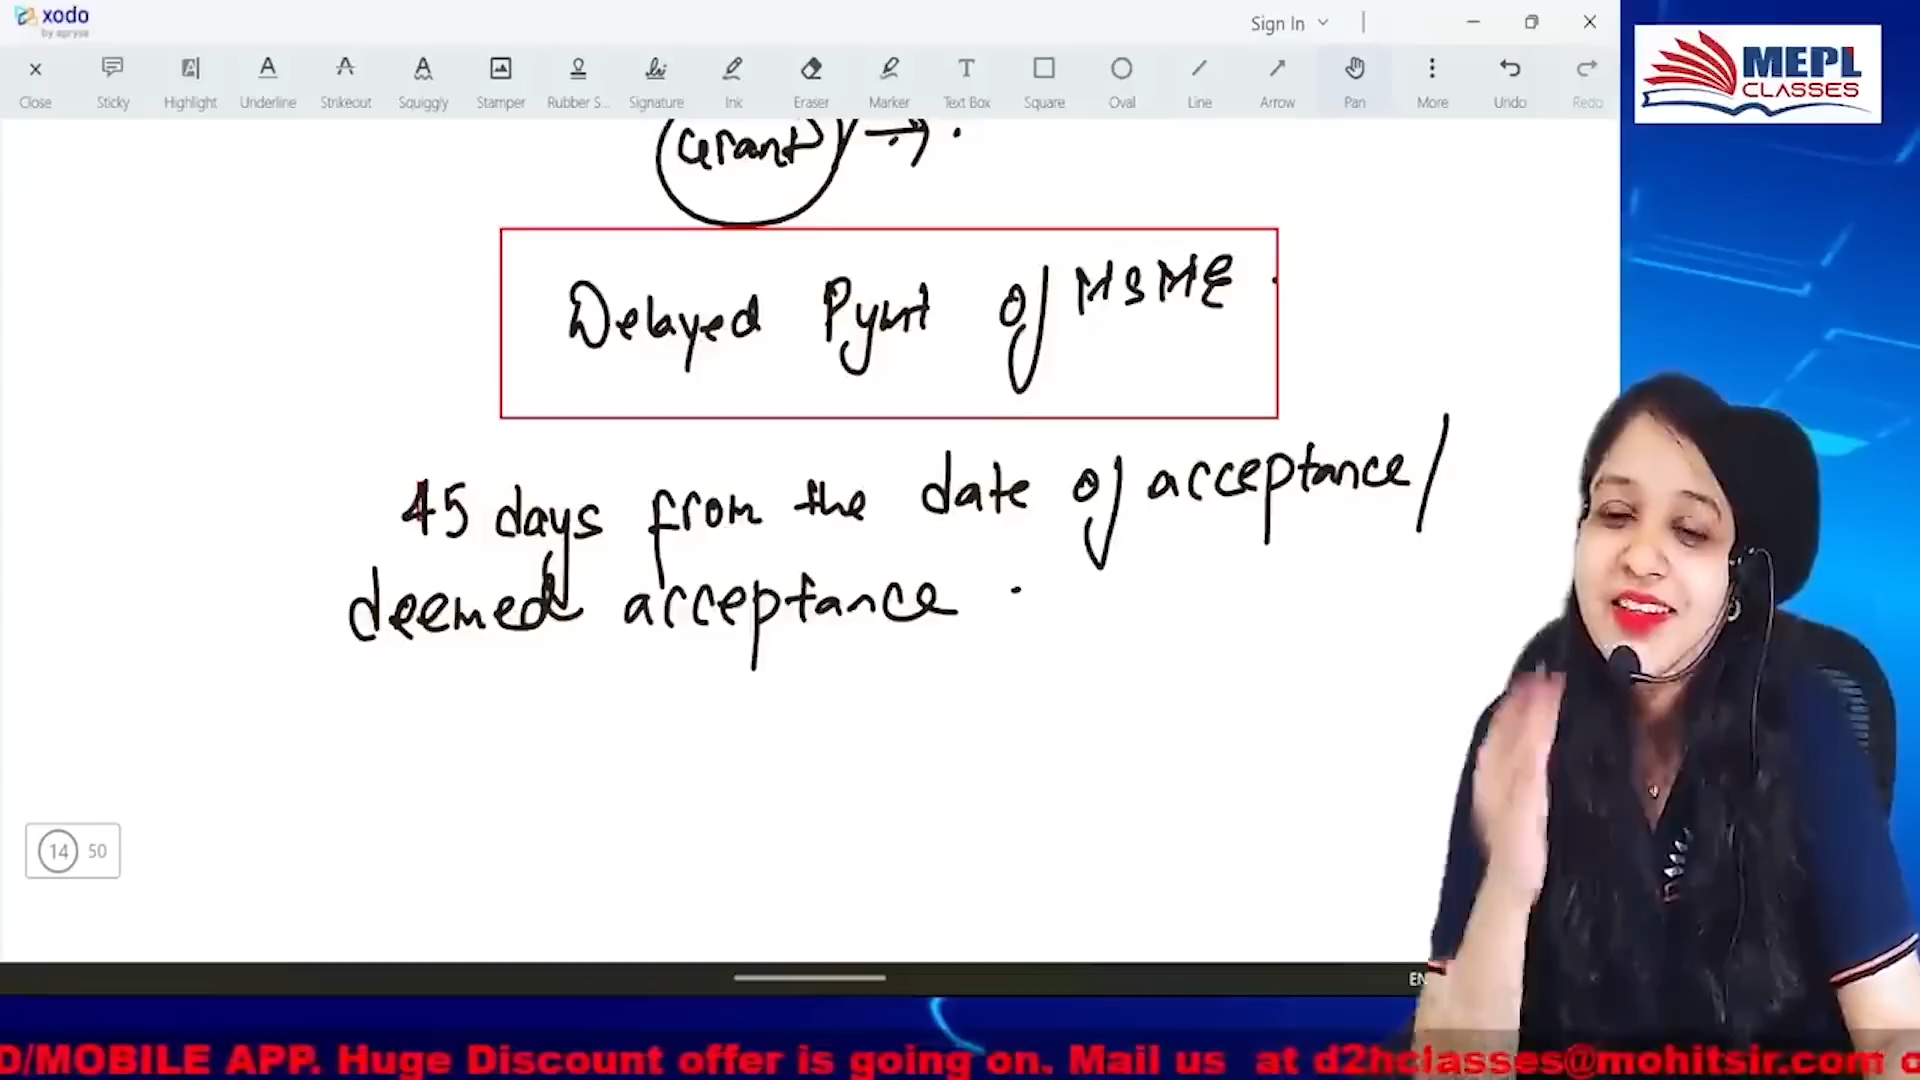 xodo
by apryse
Sign In
Close Sticky Highlight Underline Strikeout Squiggly Stamper Rubber S... Signature Ink Eraser Marker Text Box Square Oval Line Arrow Pan More Undo Redo
MEPL
CLASSES
(Grant)
Delayed Pymt of MSME.
45 days from the date of acceptance/
deemed acceptance.
14 50
EN
D/MOBILE APP. Huge Discount offer is going on. Mail us at d2hclasses@mohitsir.com